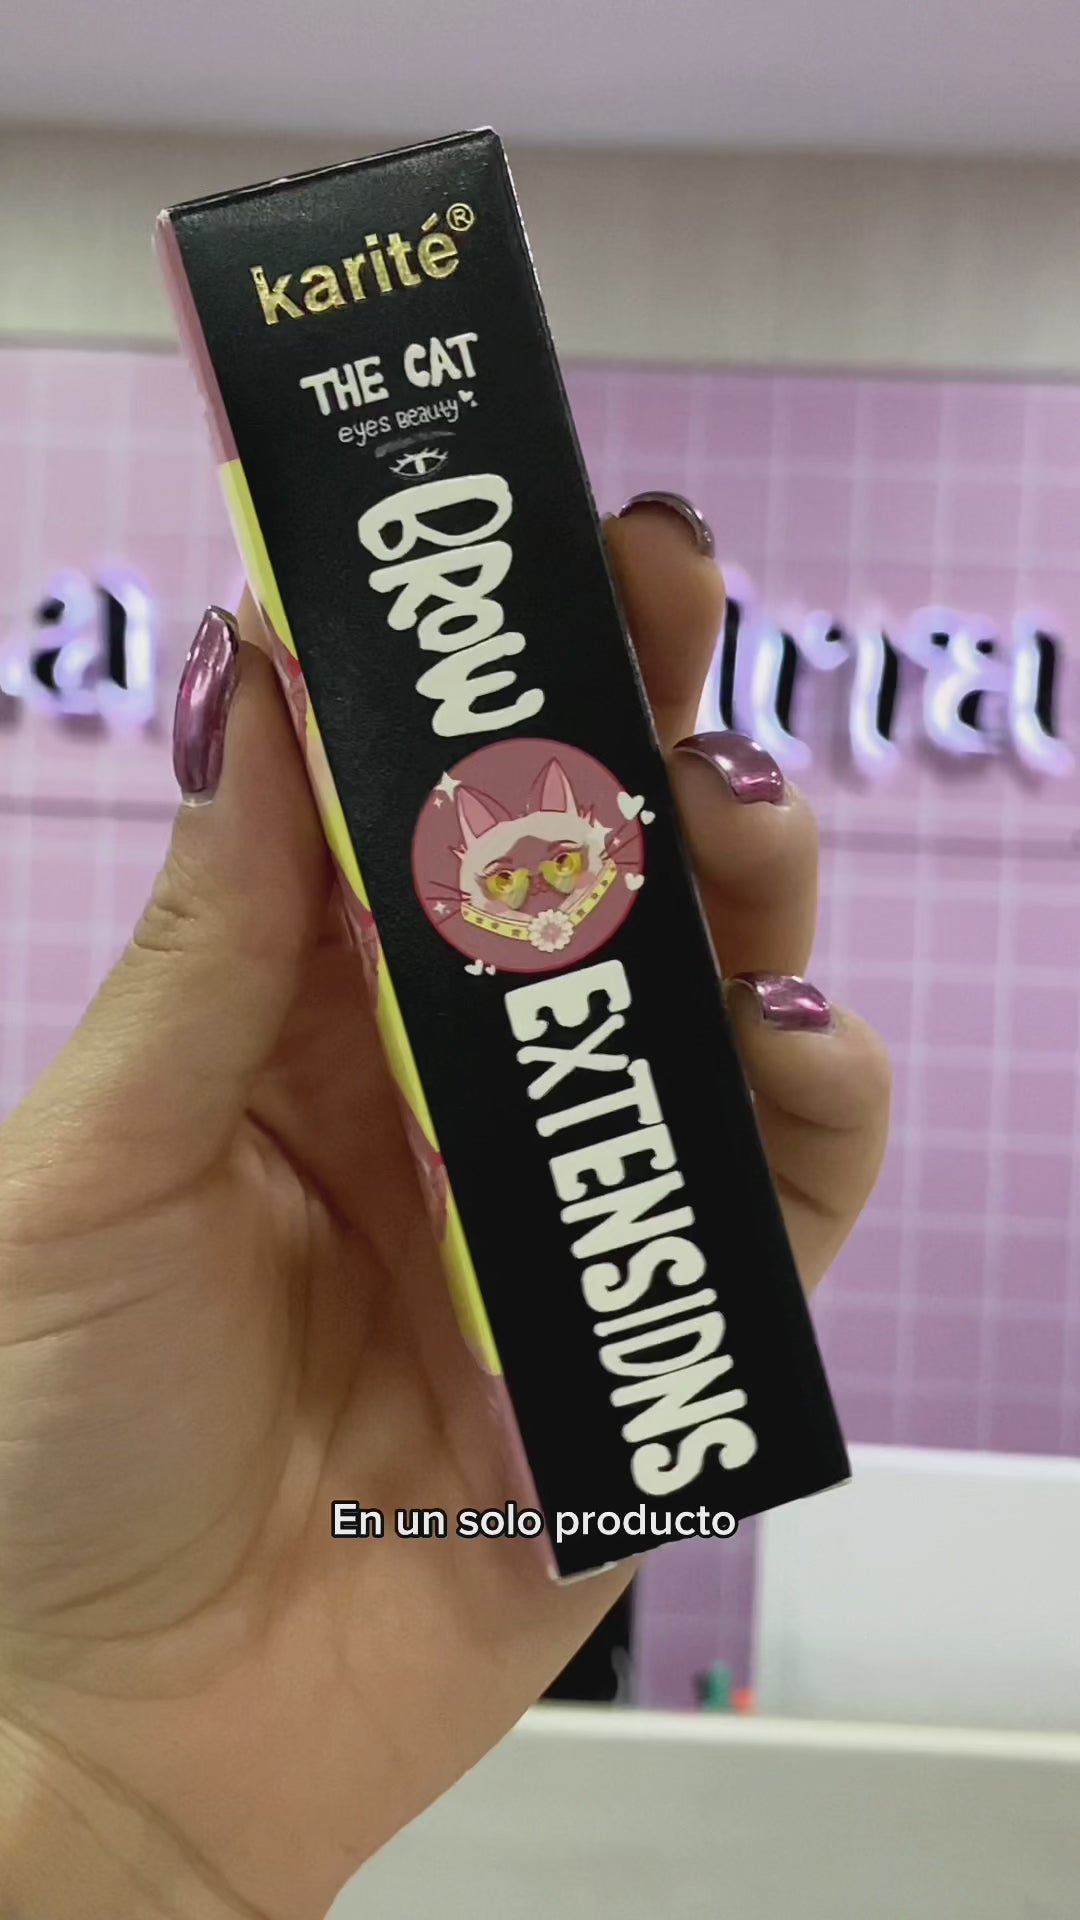 karité®
THE CAT
eyes Beauty
BROW
EXTENSIONS
En un solo producto